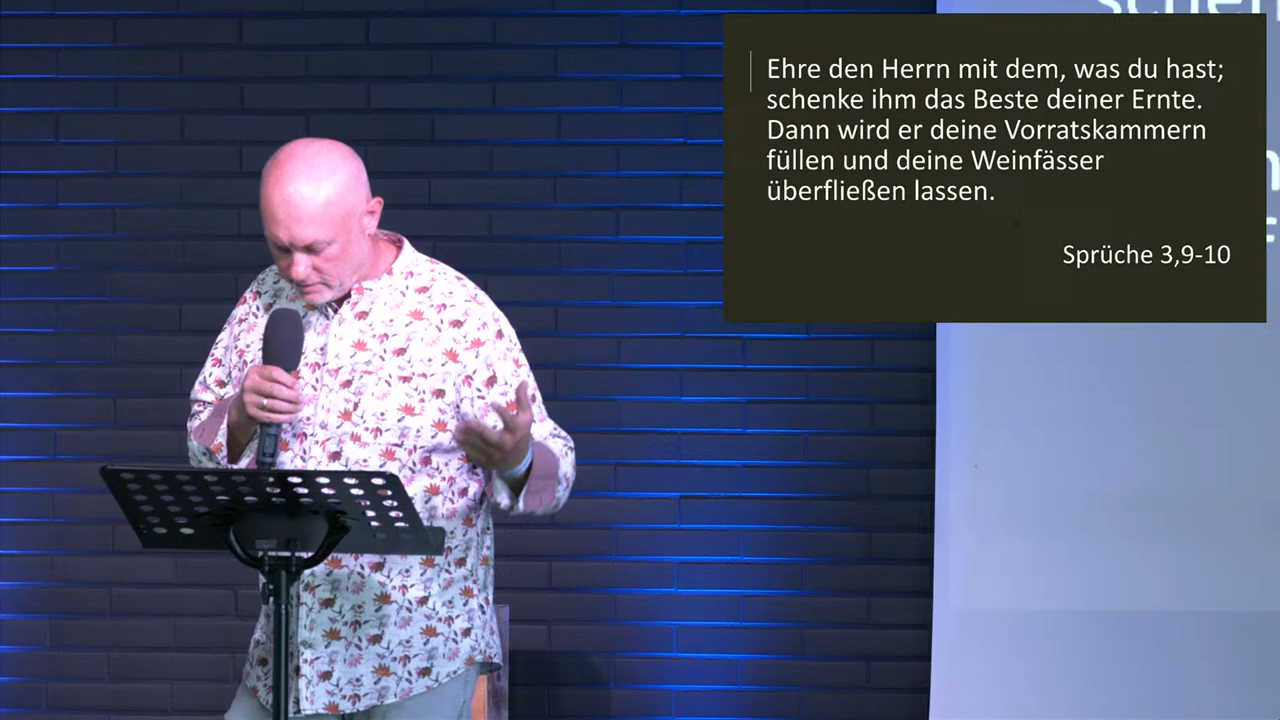 Ehre den Herrn mit dem, was du hast;
schenke ihm das Beste deiner Ernte.
Dann wird er deine Vorratskammern
füllen und deine Weinfässer
überfließen lassen.
Sprüche 3,9-10